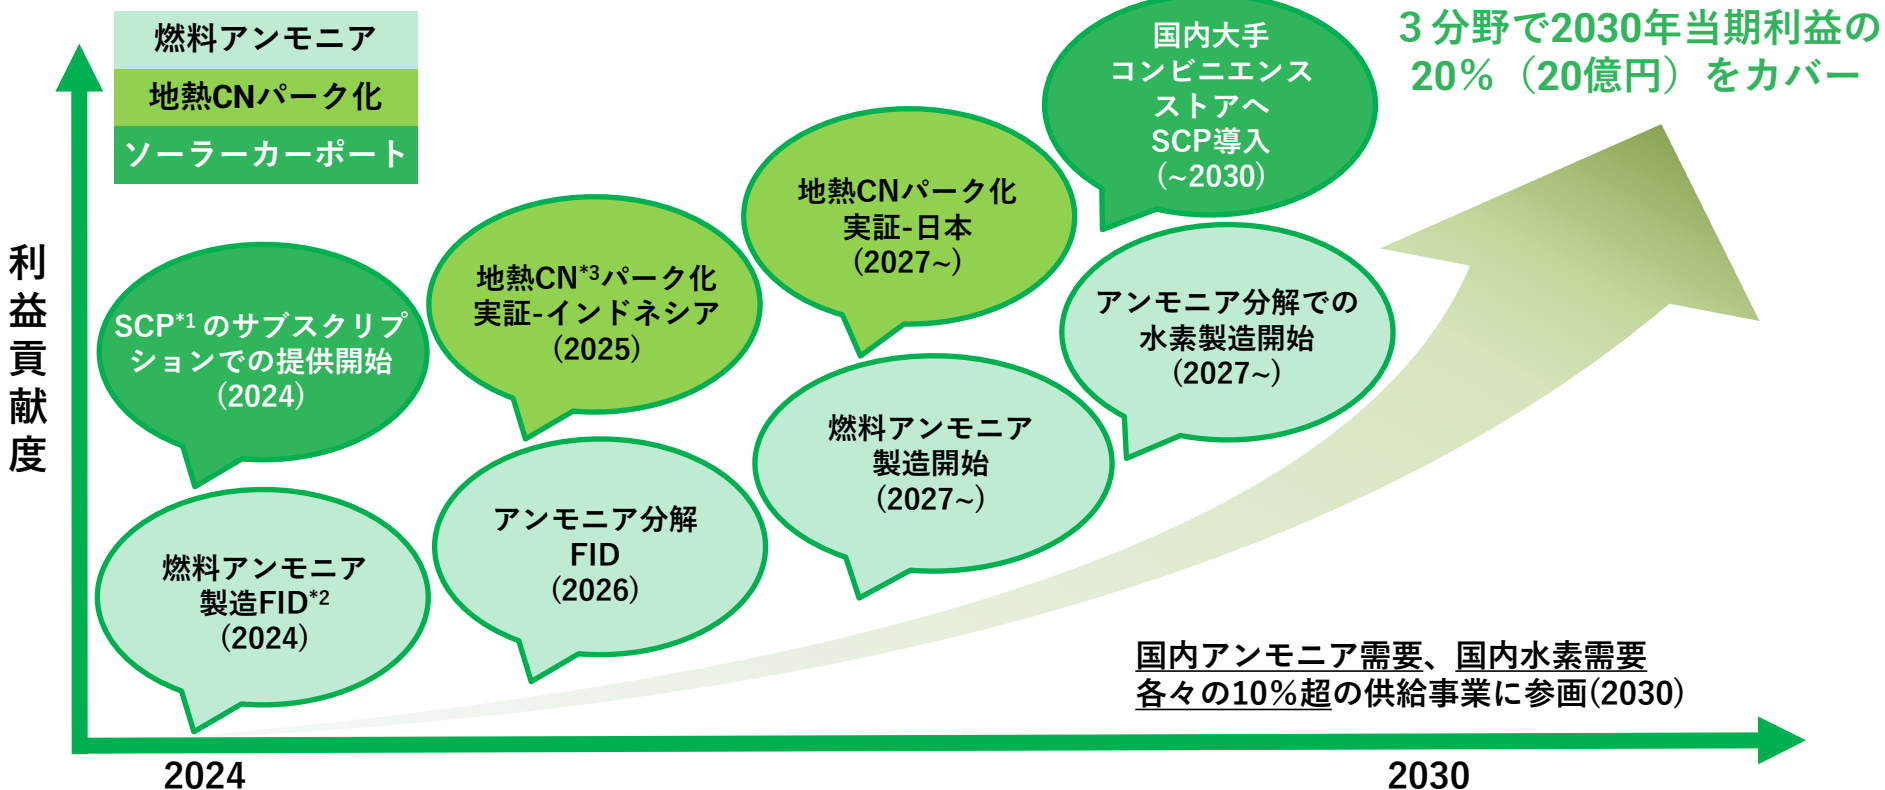 燃料アンモニア
地熱CNパーク化
ソーラーカーポート
３分野で2030年当期利益の
20％（20億円）をカバー
利益貢献度
国内大手
コンビニエンス
ストアへ
SCP導入
(~2030)
地熱CNパーク化
実証-日本
(2027~)
地熱CN*3パーク化
実証-インドネシア
(2025)
SCP*1 のサブスクリプ
ションでの提供開始
(2024)
アンモニア分解での
水素製造開始
(2027~)
燃料アンモニア
製造開始
(2027~)
アンモニア分解
FID
(2026)
燃料アンモニア
製造FID*2
(2024)
国内アンモニア需要、国内水素需要
各々の10％超の供給事業に参画(2030)
2024
2030